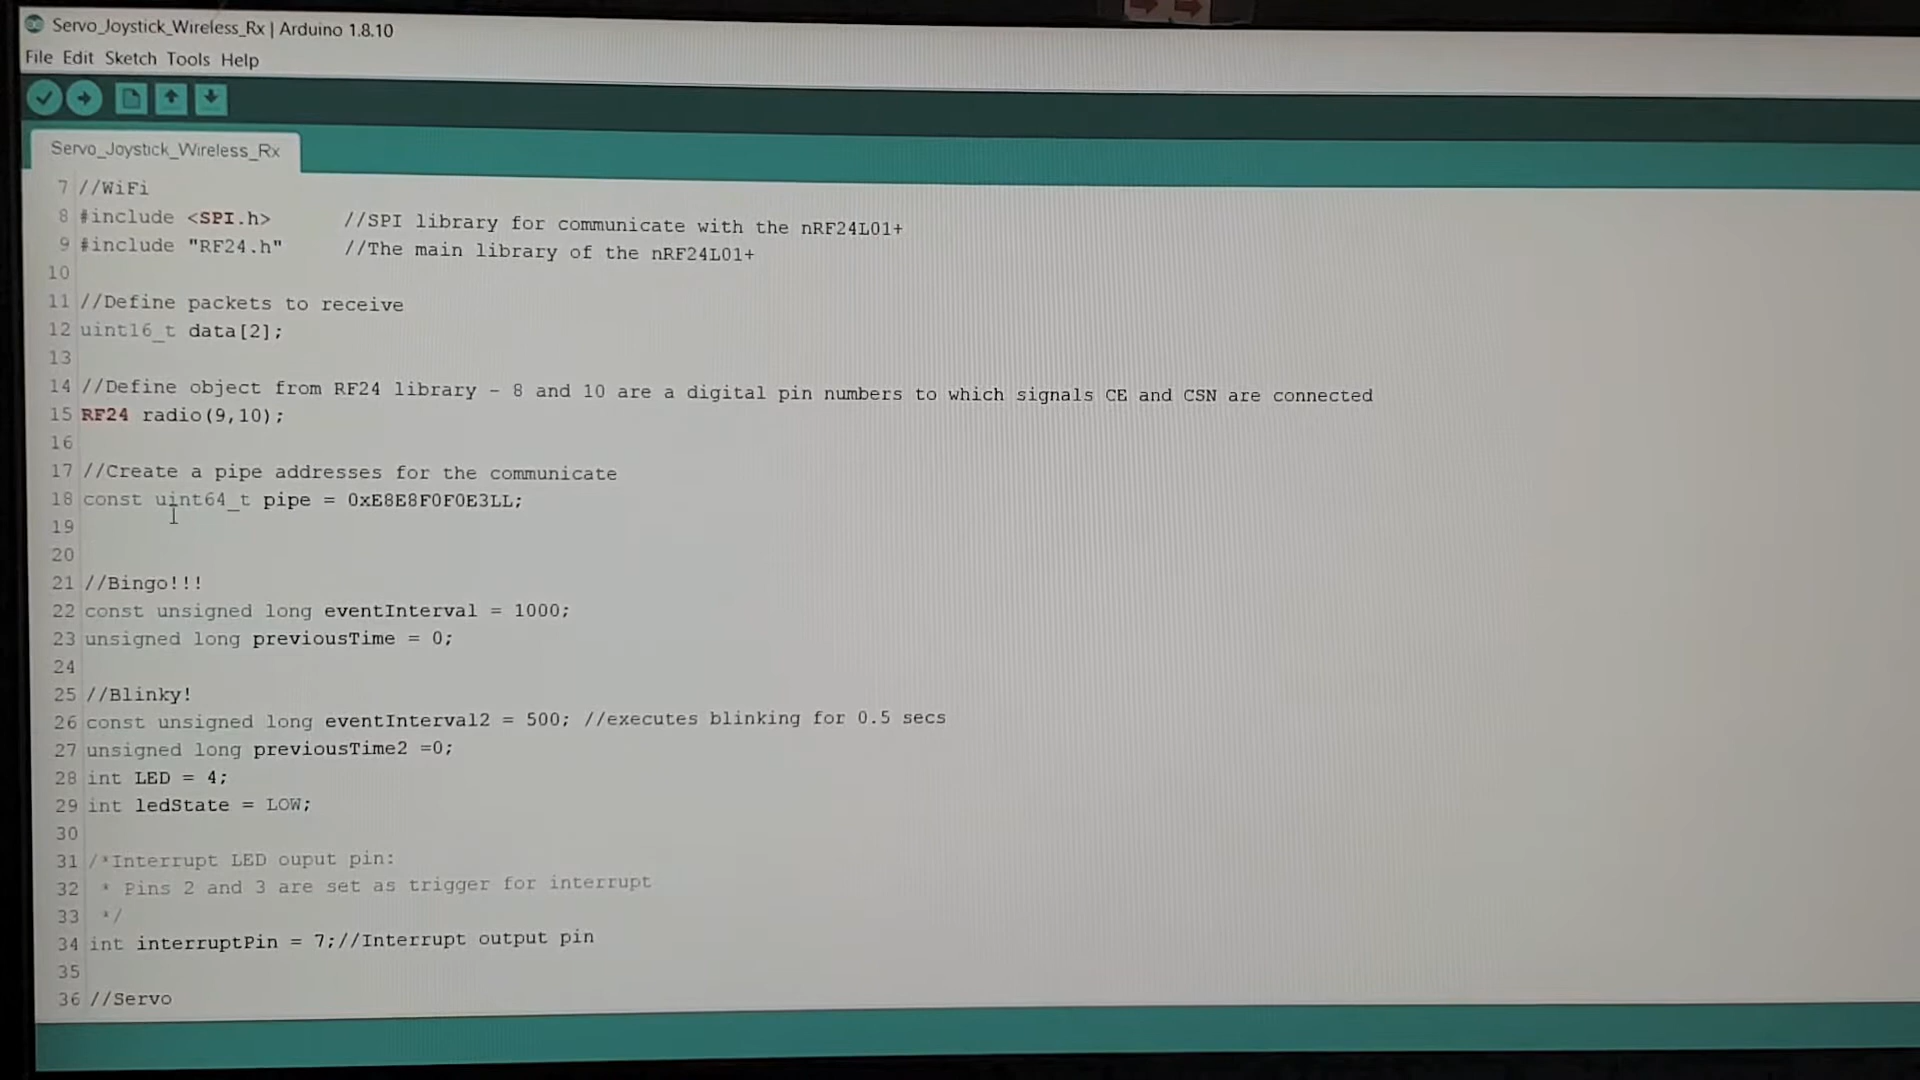 Servo_Joystick_Wireless_Rx | Arduino 1.8.10
File Edit Sketch Tools Help
Servo_Joystick_Wireless_Rx
7 //WiFi
8 #include <SPI.h> //SPI library for communicate with the nRF24L01+
9 #include "RF24.h" //The main library of the nRF24L01+
10
11 //Define packets to receive
12 uint16_t data[2];
13
14 //Define object from RF24 library - 8 and 10 are a digital pin numbers to which signals CE and CSN are connected
15 RF24 radio(9,10);
16
17 //Create a pipe addresses for the communicate
18 const uint64_t pipe = 0xE8E8F0F0E3LL;
19
20
21 //Bingo!!!
22 const unsigned long eventInterval = 1000;
23 unsigned long previousTime = 0;
24
25 //Blinky!
26 const unsigned long eventInterval2 = 500; //executes blinking for 0.5 secs
27 unsigned long previousTime2 =0;
28 int LED = 4;
29 int ledState = LOW;
30
31 /*Interrupt LED ouput pin:
32 * Pins 2 and 3 are set as trigger for interrupt
33 */
34 int interruptPin = 7;//Interrupt output pin
35
36 //Servo